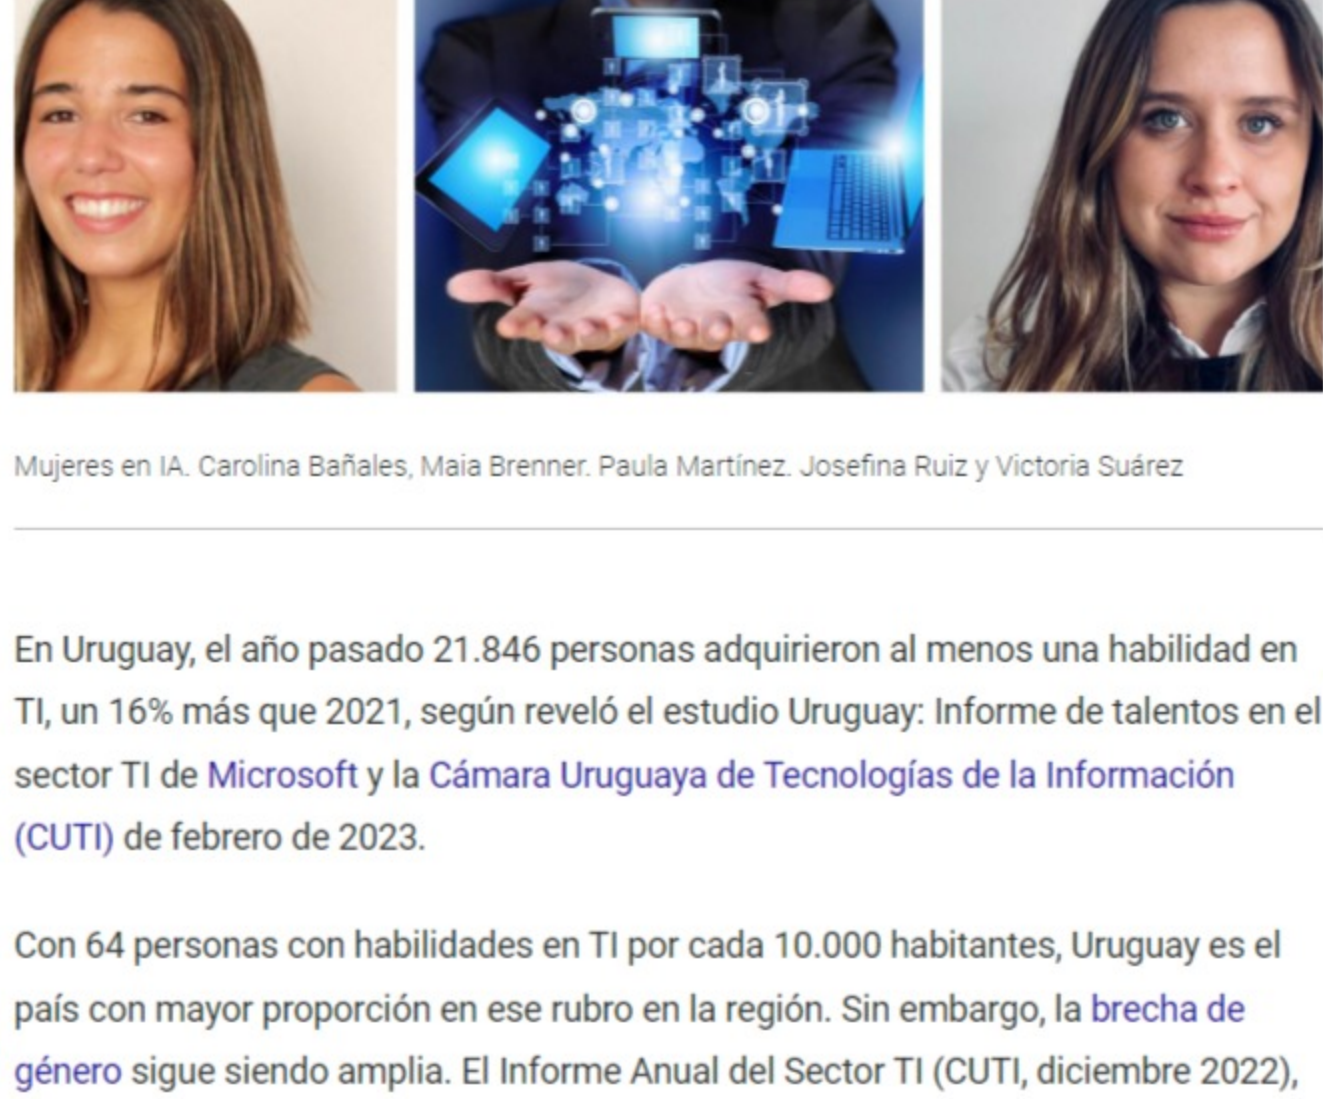 Mujeres en IA. Carolina Bañales, Maia Brenner. Paula Martínez. Josefina Ruiz y Victoria Suárez
En Uruguay, el año pasado 21.846 personas adquirieron al menos una habilidad en
TI, un 16% más que 2021, según reveló el estudio Uruguay: Informe de talentos en el
sector TI de Microsoft y la Cámara Uruguaya de Tecnologías de la Información
(CUTI) de febrero de 2023.
Con 64 personas con habilidades en TI por cada 10.000 habitantes, Uruguay es el
país con mayor proporción en ese rubro en la región. Sin embargo, la brecha de
género sigue siendo amplia. El Informe Anual del Sector TI (CUTI, diciembre 2022),